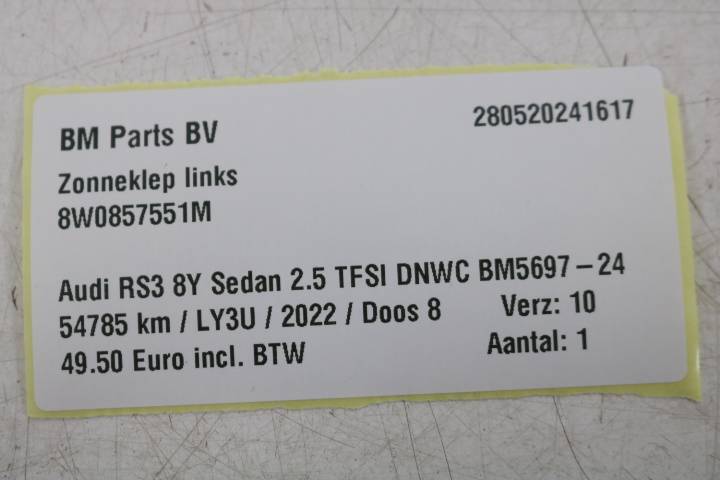 BM Parts BV 280520241617
Zonneklep links
8W0857551M
Audi RS3 8Y Sedan 2.5 TFSI DNWC BM5697-24
54785 km / LY3U / 2022 / Doos 8 Verz: 10
49.50 Euro incl. BTW Aantal: 1